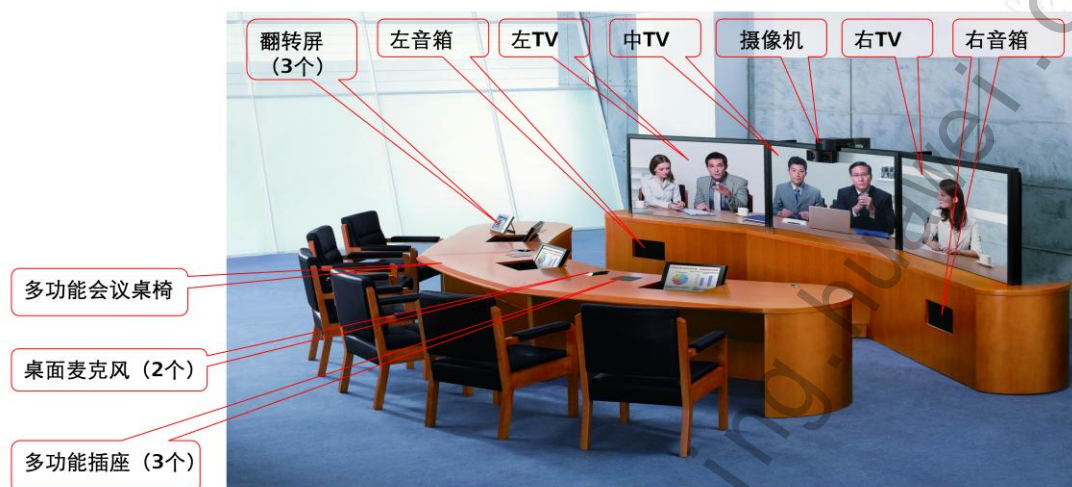 翻转屏
（3个）
左音箱
左TV
中TV
摄像机
右TV
右音箱
多功能会议桌椅
桌面麦克风（2个）
多功能插座（3个）
ing.huawei.c